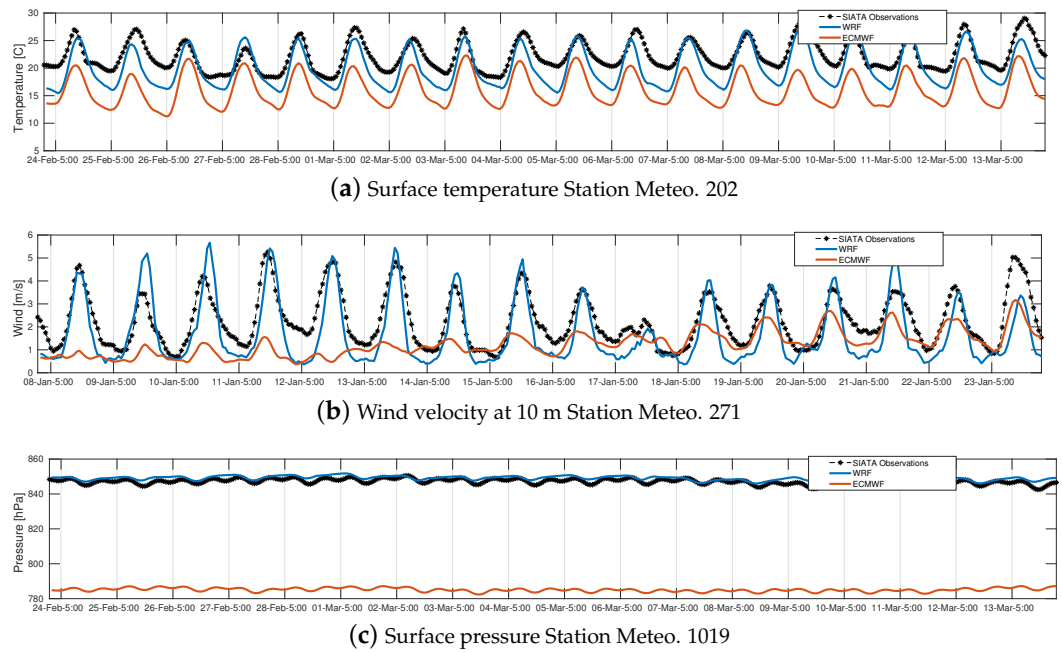 30
25
20
15
10
5
Temperature [C]
SIATA Observations
WRF
ECMWF
24-Feb-5:00 25-Feb-5:00 26-Feb-5:00 27-Feb-5:00 28-Feb-5:00 01-Mar-5:00 02-Mar-5:00 03-Mar-5:00 04-Mar-5:00 05-Mar-5:00 06-Mar-5:00 07-Mar-5:00 08-Mar-5:00 09-Mar-5:00 10-Mar-5:00 11-Mar-5:00 12-Mar-5:00 13-Mar-5:00
(a) Surface temperature Station Meteo. 202
6
5
4
3
2
1
0
Wind [m/s]
SIATA Observations
WRF
ECMWF
08-Jan-5:00 09-Jan-5:00 10-Jan-5:00 11-Jan-5:00 12-Jan-5:00 13-Jan-5:00 14-Jan-5:00 15-Jan-5:00 16-Jan-5:00 17-Jan-5:00 18-Jan-5:00 19-Jan-5:00 20-Jan-5:00 21-Jan-5:00 22-Jan-5:00 23-Jan-5:00
(b) Wind velocity at 10 m Station Meteo. 271
860
840
820
800
780
Pressure [hPa]
SIATA Observations
WRF
ECMWF
24-Feb-5:00 25-Feb-5:00 26-Feb-5:00 27-Feb-5:00 28-Feb-5:00 01-Mar-5:00 02-Mar-5:00 03-Mar-5:00 04-Mar-5:00 05-Mar-5:00 06-Mar-5:00 07-Mar-5:00 08-Mar-5:00 09-Mar-5:00 10-Mar-5:00 11-Mar-5:00 12-Mar-5:00 13-Mar-5:00
(c) Surface pressure Station Meteo. 1019